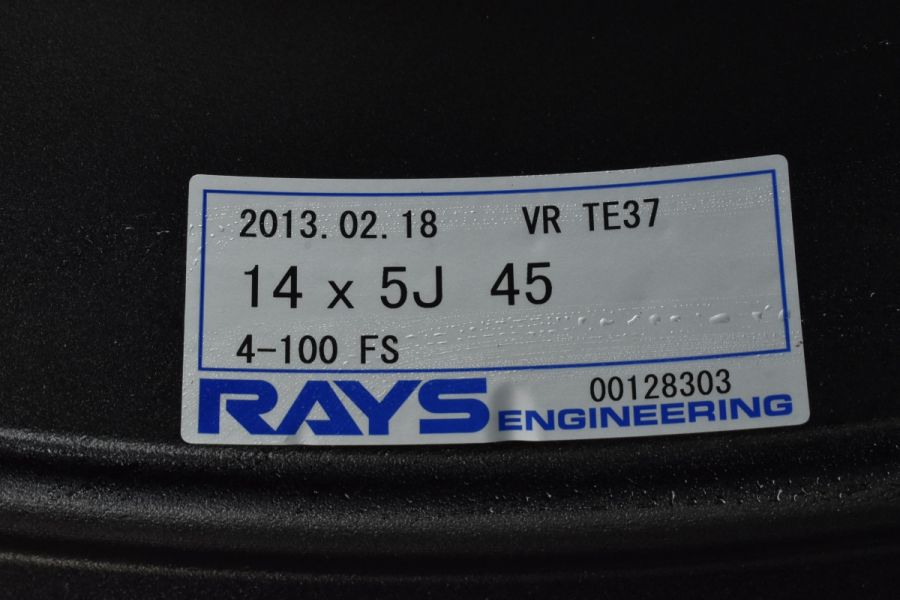 2013.02.18 VR TE37
14 x 5J 45
4-100 FS
00128303
RAYS ENGINEERING